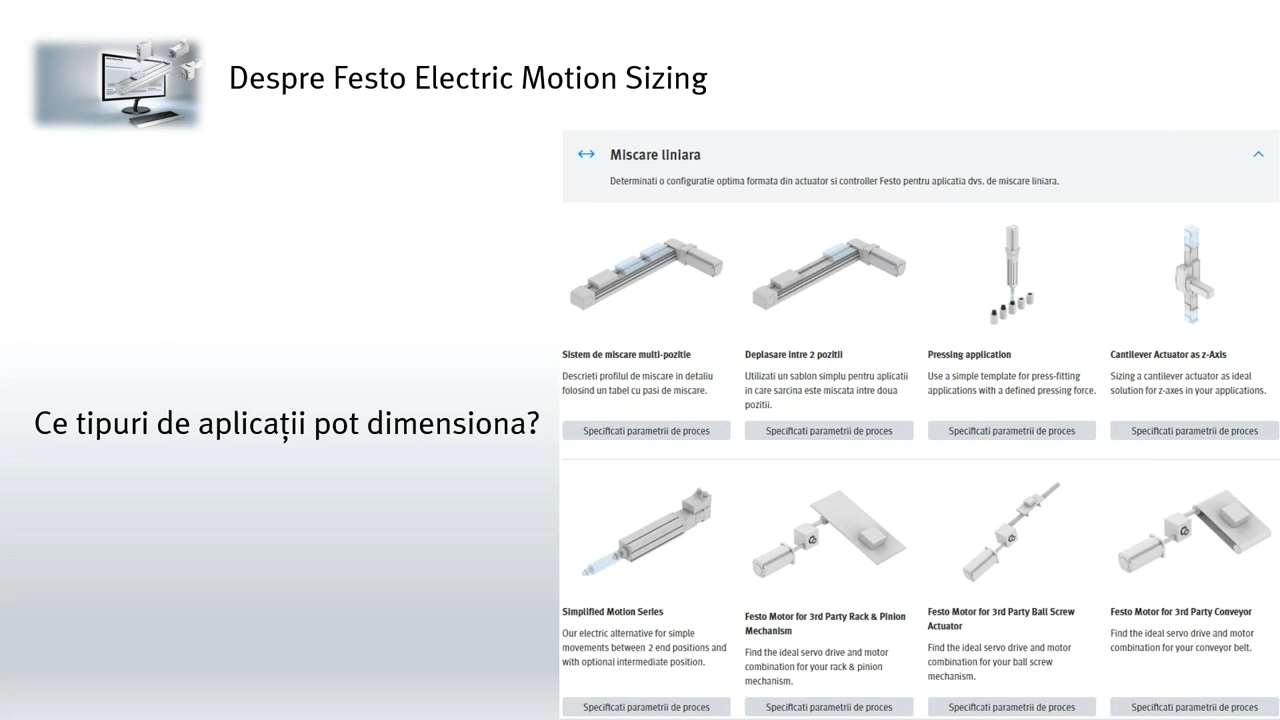 Despre Festo Electric Motion Sizing
Ce tipuri de aplicații pot dimensiona?
Miscare liniara
Determinati o configuratie optima formata din actuator si controller Festo pentru aplicatia dvs. de miscare liniara.
Sistem de miscare multi-pozitie
Descrieti profilul de miscare in detaliu
folosind un tabel cu pasi de miscare.
Specificati parametrii de proces
Deplasare intre 2 pozitii
Utilizati un sablon simplu pentru aplicatii
in care sarcina este miscata intre doua
pozitii.
Specificati parametrii de proces
Pressing application
Use a simple template for press-fitting
applications with a defined pressing force.
Specificati parametrii de proces
Cantilever Actuator as z-Axis
Sizing a cantilever actuator as ideal
solution for z-axes in your applications.
Specificati parametrii de proces
Simplified Motion Series
Our electric alternative for simple
movements between 2 end positions and
with optional intermediate position.
Specificati parametrii de proces
Festo Motor for 3rd Party Rack & Pinion
Mechanism
Find the ideal servo drive and motor
combination for your rack & pinion
mechanism.
Specificati parametrii de proces
Festo Motor for 3rd Party Ball Screw
Actuator
Find the ideal servo drive and motor
combination for your ball screw
mechanism.
Specificati parametrii de proces
Festo Motor for 3rd Party Conveyor
Find the ideal servo drive and motor
combination for your conveyor belt.
Specificati parametrii de proces